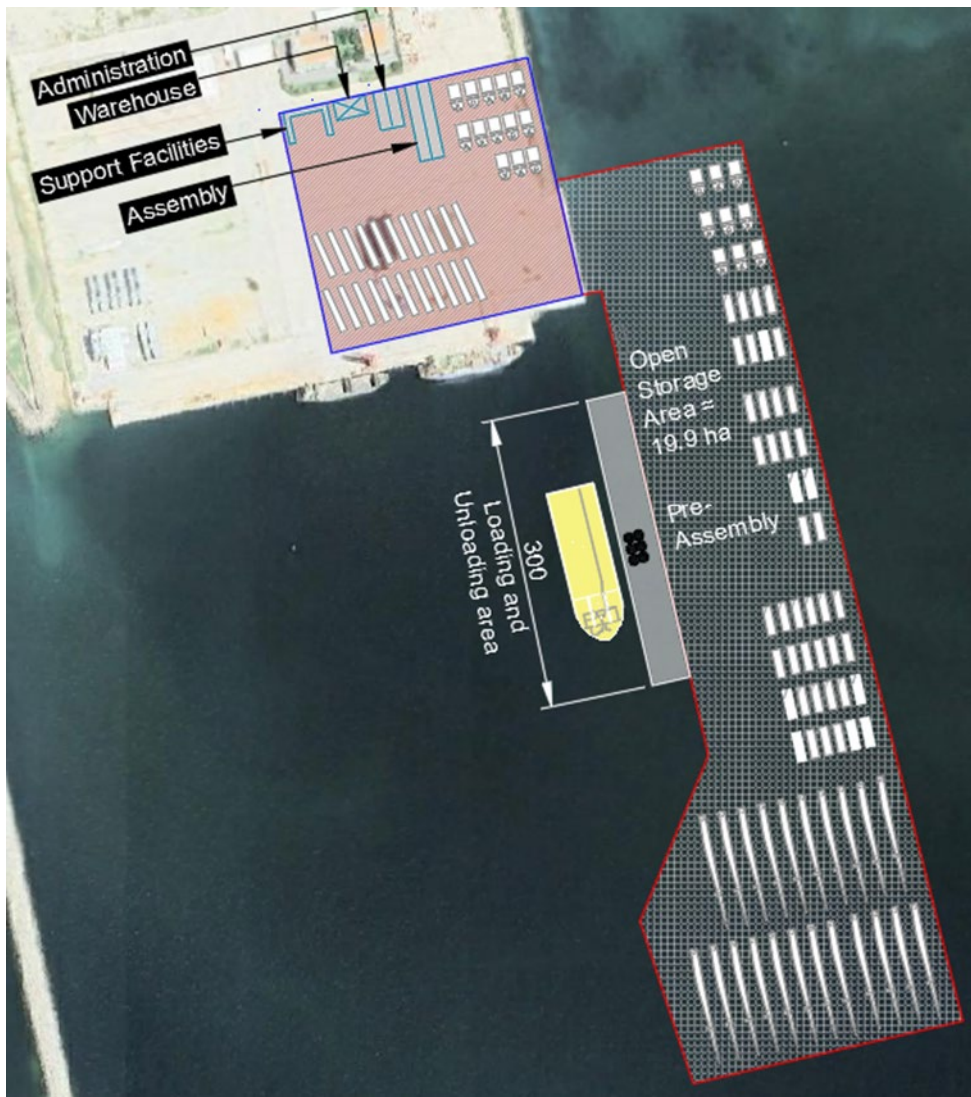 Administration
Warehouse
Support Facilities
Assembly
Open
Storage
Area ≈
19.9 ha
Pre-
Assembly
300
Loading and
Unloading area